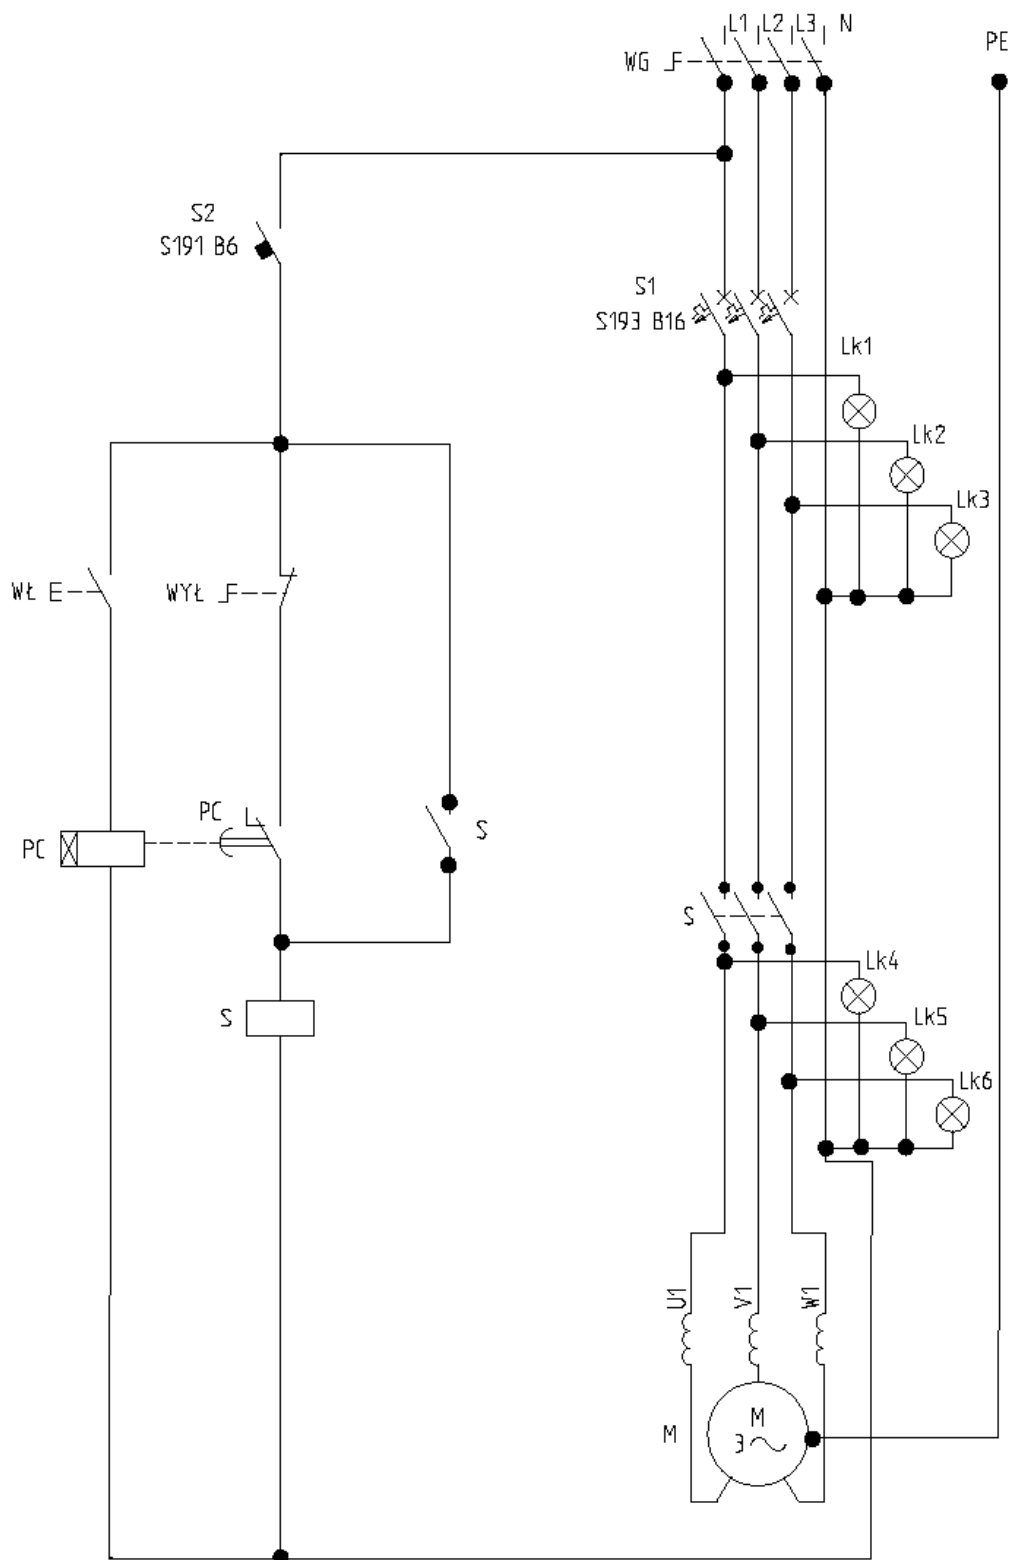 L1 L2 L3 N
PE
WG
S2
S191 B6
S1
S193 B16
Lk1
Lk2
Lk3
WŁ
WYŁ
PC
PC
S
S
Lk4
S
Lk5
Lk6
U1
V1
W1
M
M
3